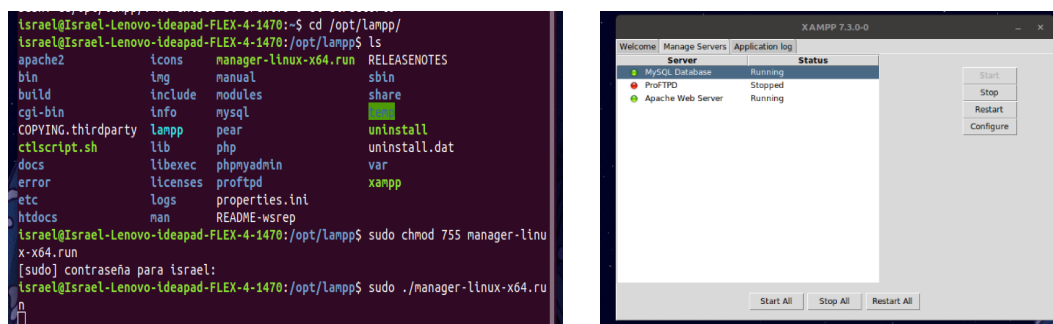 israel@Israel-Lenovo-ideapad-FLEX-4-1470:~$ cd /opt/lampp/
israel@Israel-Lenovo-ideapad-FLEX-4-1470:/opt/lampp$ ls
apache2 icons manager-linux-x64.run RELEASENOTES
bin img manual sbin
build include modules share
cgi-bin info mysql temp
COPYING.thirdparty lampp pear uninstall
ctlscript.sh lib php uninstall.dat
docs libexec phpmyadmin var
error licenses proftpd xampp
etc logs properties.ini
htdocs man README-wsrep
israel@Israel-Lenovo-ideapad-FLEX-4-1470:/opt/lampp$ sudo chmod 755 manager-linu
x-x64.run
[sudo] contraseña para israel:
israel@Israel-Lenovo-ideapad-FLEX-4-1470:/opt/lampp$ sudo ./manager-linux-x64.ru
n
XAMPP 7.3.0-0
Welcome Manage Servers Application log
Server Status
MySQL Database Running
ProFTPD Stopped
Apache Web Server Running
Start
Stop
Restart
Configure
Start All Stop All Restart All